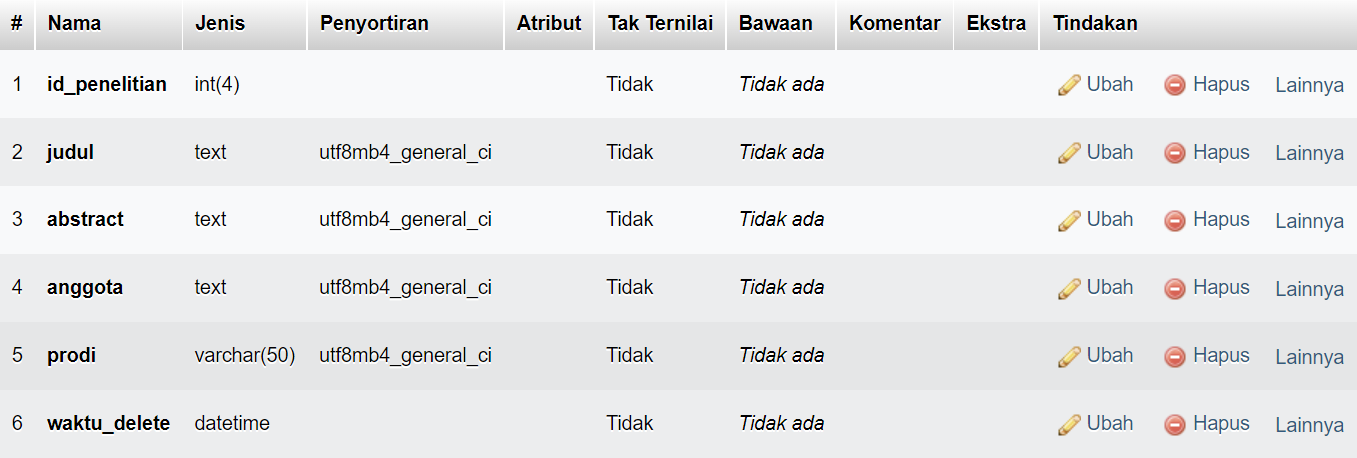 # Nama Jenis Penyortiran Atribut Tak Ternilai Bawaan Komentar Ekstra Tindakan
1 id_penelitian int(4) Tidak Tidak ada Ubah Hapus Lainnya
2 judul text utf8mb4_general_ci Tidak Tidak ada Ubah Hapus Lainnya
3 abstract text utf8mb4_general_ci Tidak Tidak ada Ubah Hapus Lainnya
4 anggota text utf8mb4_general_ci Tidak Tidak ada Ubah Hapus Lainnya
5 prodi varchar(50) utf8mb4_general_ci Tidak Tidak ada Ubah Hapus Lainnya
6 waktu_delete datetime Tidak Tidak ada Ubah Hapus Lainnya